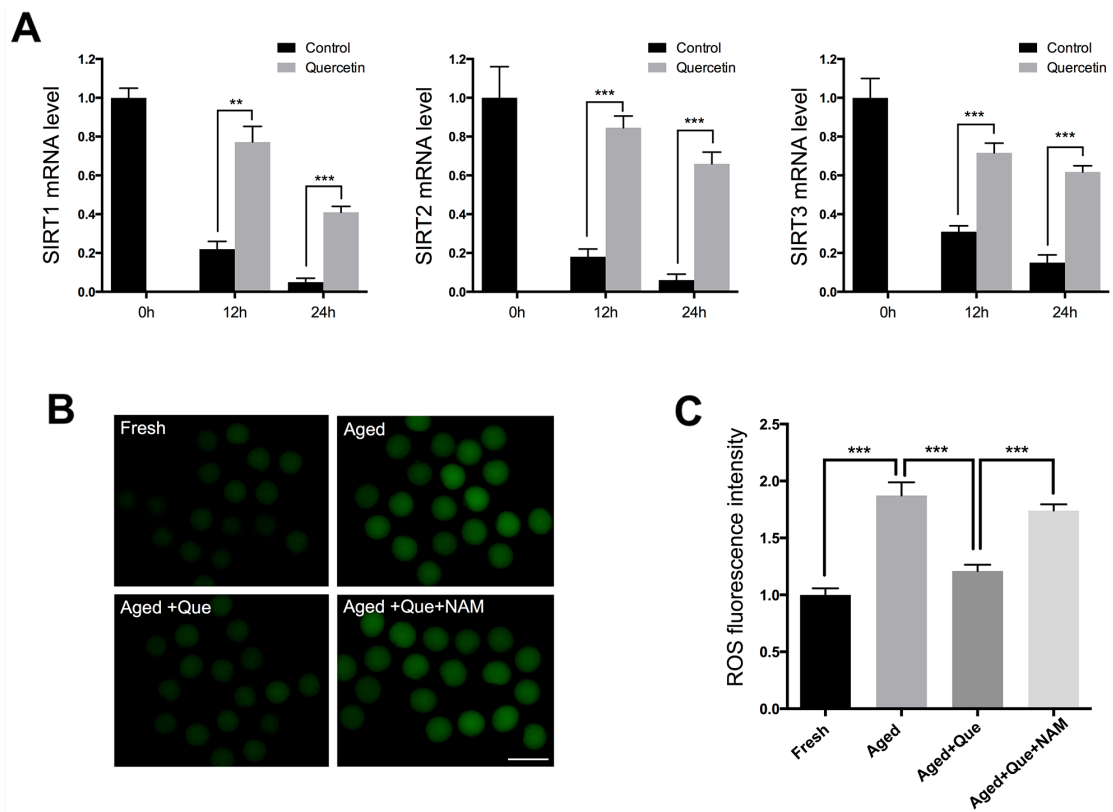 A
Control
Quercetin
SIRT1 mRNA level
1.2
1.0
0.8
0.6
0.4
0.2
0.0
**
***
0h
12h
24h
Control
Quercetin
SIRT2 mRNA level
1.2
1.0
0.8
0.6
0.4
0.2
0.0
***
***
0h
12h
24h
Control
Quercetin
SIRT3 mRNA level
1.2
1.0
0.8
0.6
0.4
0.2
0.0
***
***
0h
12h
24h
B
Fresh
Aged
Aged +Que
Aged +Que+NAM
C
ROS fluorescence intensity
2.5
2.0
1.5
1.0
0.5
0.0
*** *** ***
Fresh
Aged
Aged+Que
Aged+Que+NAM